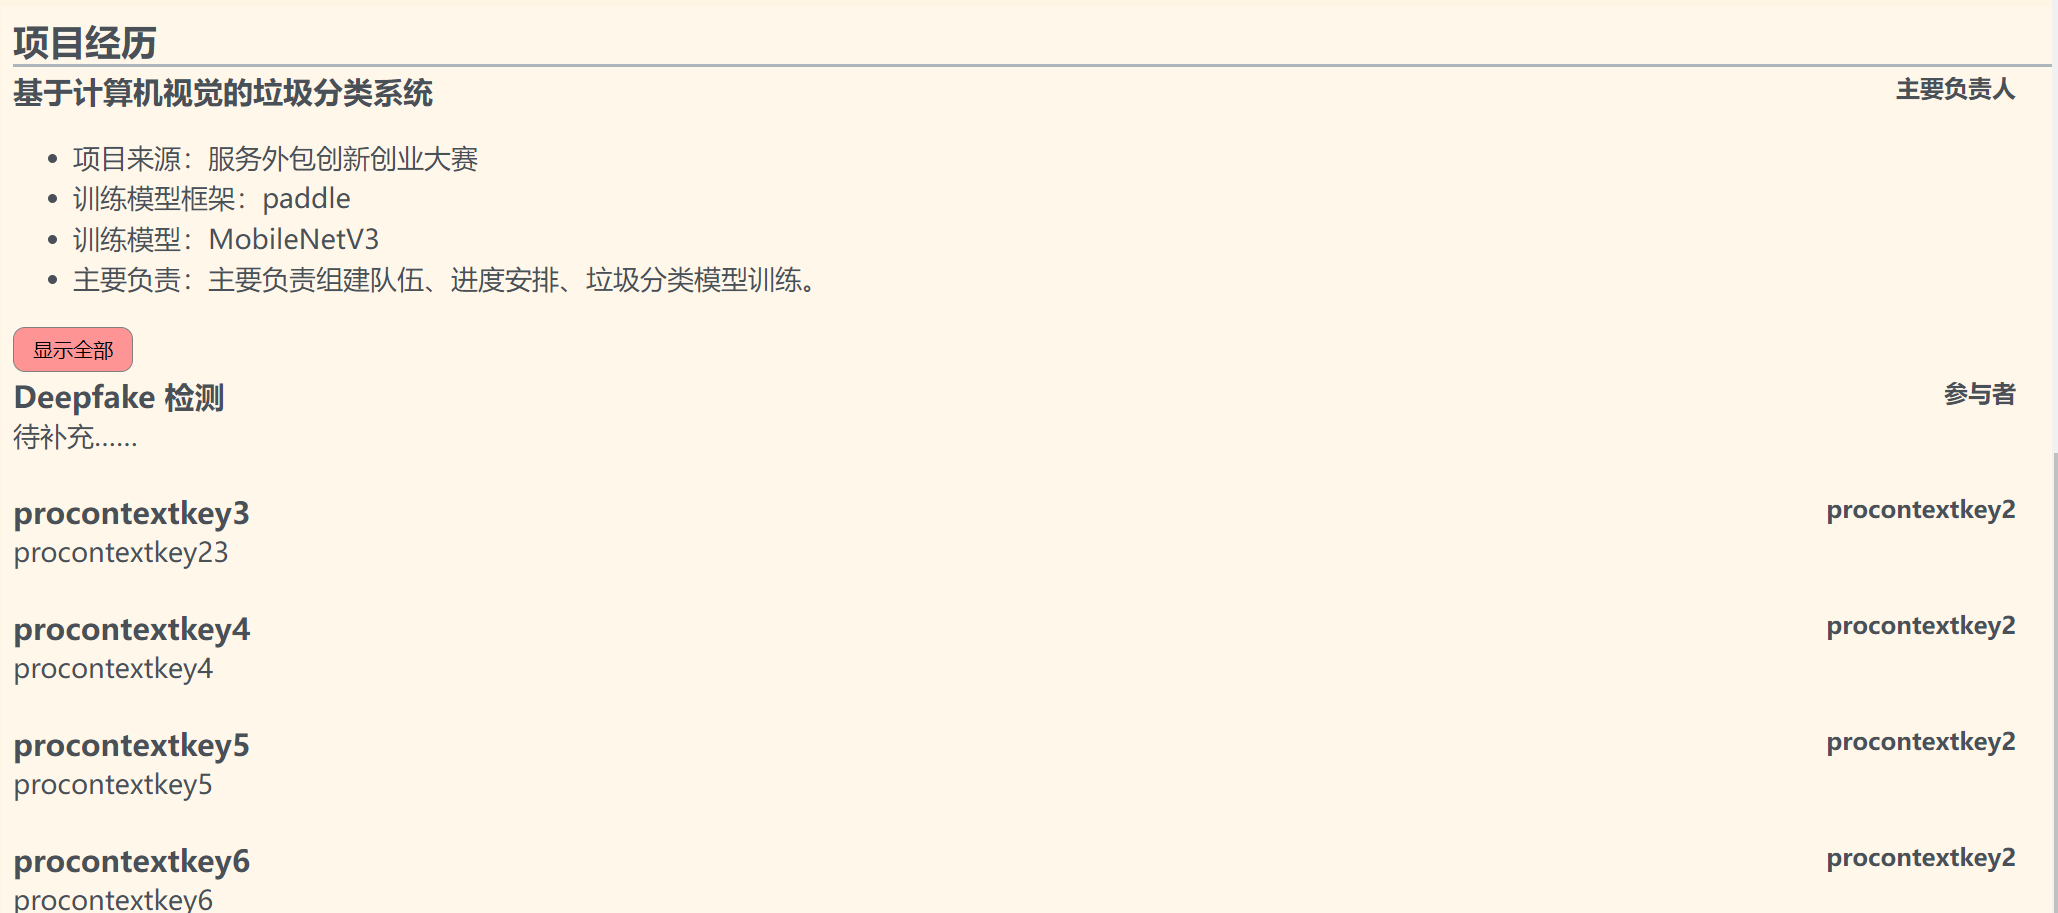 项目经历
基于计算机视觉的垃圾分类系统 主要负责人
项目来源：服务外包创新创业大赛
训练模型框架：paddle
训练模型：MobileNetV3
主要负责：主要负责组建队伍、进度安排、垃圾分类模型训练。
显示全部
Deepfake 检测 参与者
待补充......
procontextkey3 procontextkey2
procontextkey23
procontextkey4 procontextkey2
procontextkey4
procontextkey5 procontextkey2
procontextkey5
procontextkey6 procontextkey2
procontextkey6